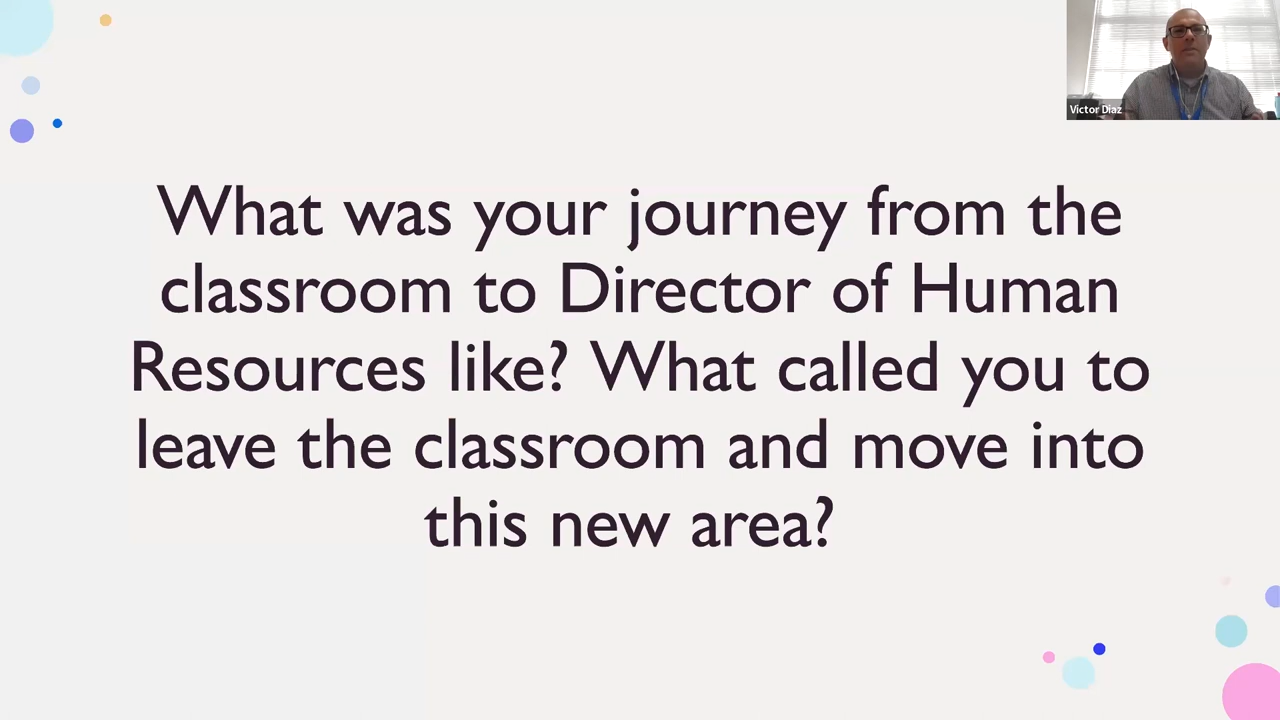 Victor Diaz
What was your journey from the
classroom to Director of Human
Resources like? What called you to
leave the classroom and move into
this new area?